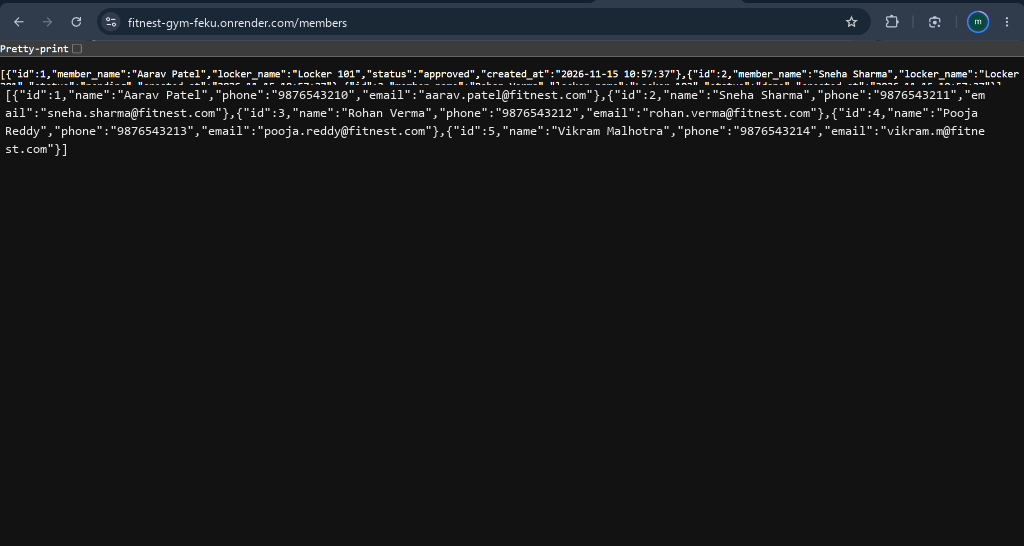 fitnest-gym-feku.onrender.com/members
m
Pretty-print
[{"id":1,"member_name":"Aarav Patel","locker_name":"Locker 101","status":"approved","created_at":"2026-11-15 10:57:37"},{"id":2,"member_name":"Sneha Sharma","locker_name":"Locker
[{"id":1,"name":"Aarav Patel","phone":"9876543210","email":"aarav.patel@fitnest.com"},{"id":2,"name":"Sneha Sharma","phone":"9876543211","em
ail":"sneha.sharma@fitnest.com"},{"id":3,"name":"Rohan Verma","phone":"9876543212","email":"rohan.verma@fitnest.com"},{"id":4,"name":"Pooja
Reddy","phone":"9876543213","email":"pooja.reddy@fitnest.com"},{"id":5,"name":"Vikram Malhotra","phone":"9876543214","email":"vikram.m@fitne
st.com"}]